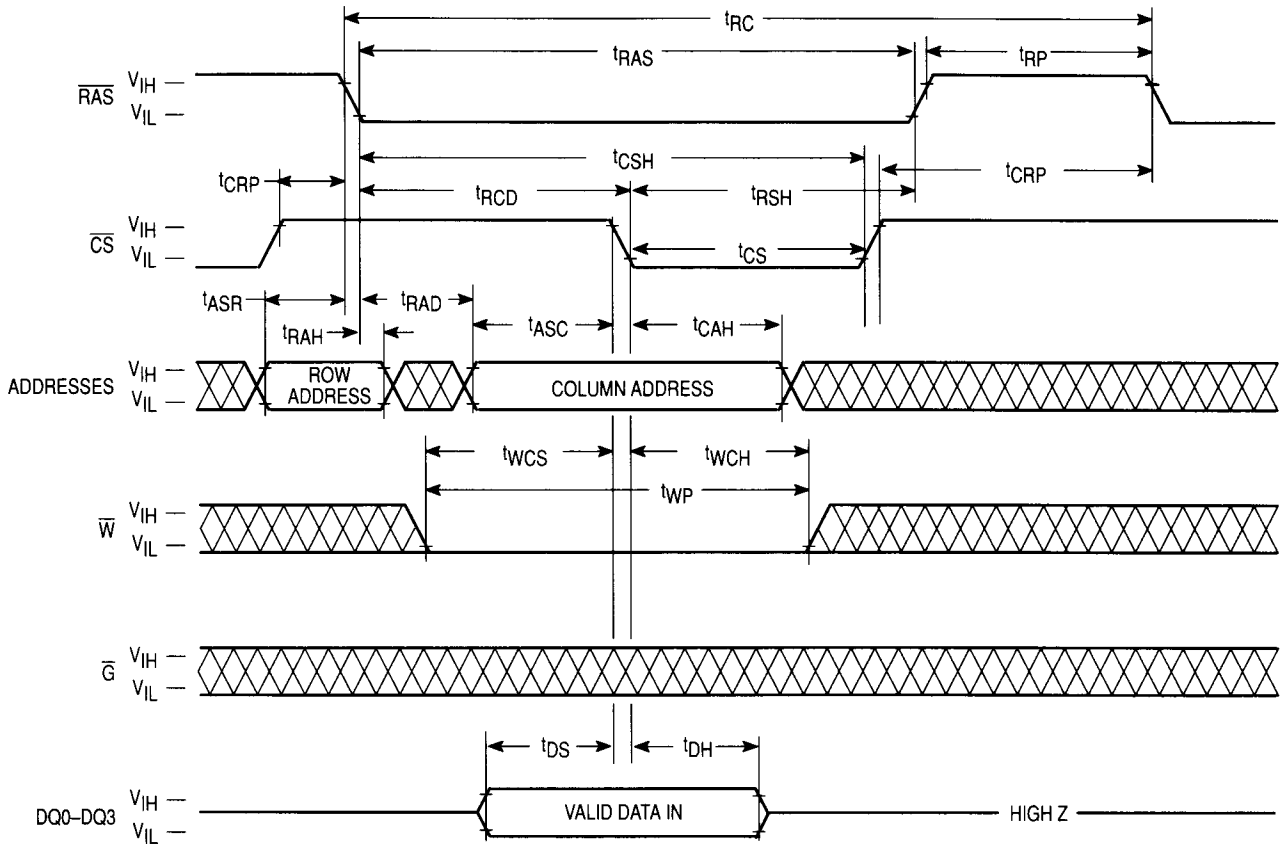 tRC
tRAS
tRP
RAS VIH
VIL
tCSH
tCRP
tRCD
tRSH
tCRP
CS VIH
VIL
tCS
tASR
tRAD
tRAH
tASC
tCAH
ADDRESSES VIH
VIL
ROW
ADDRESS
COLUMN ADDRESS
tWCS
tWCH
tWP
W VIH
VIL
G VIH
VIL
tDS
tDH
DQ0–DQ3 VIH
VIL
VALID DATA IN
HIGH Z